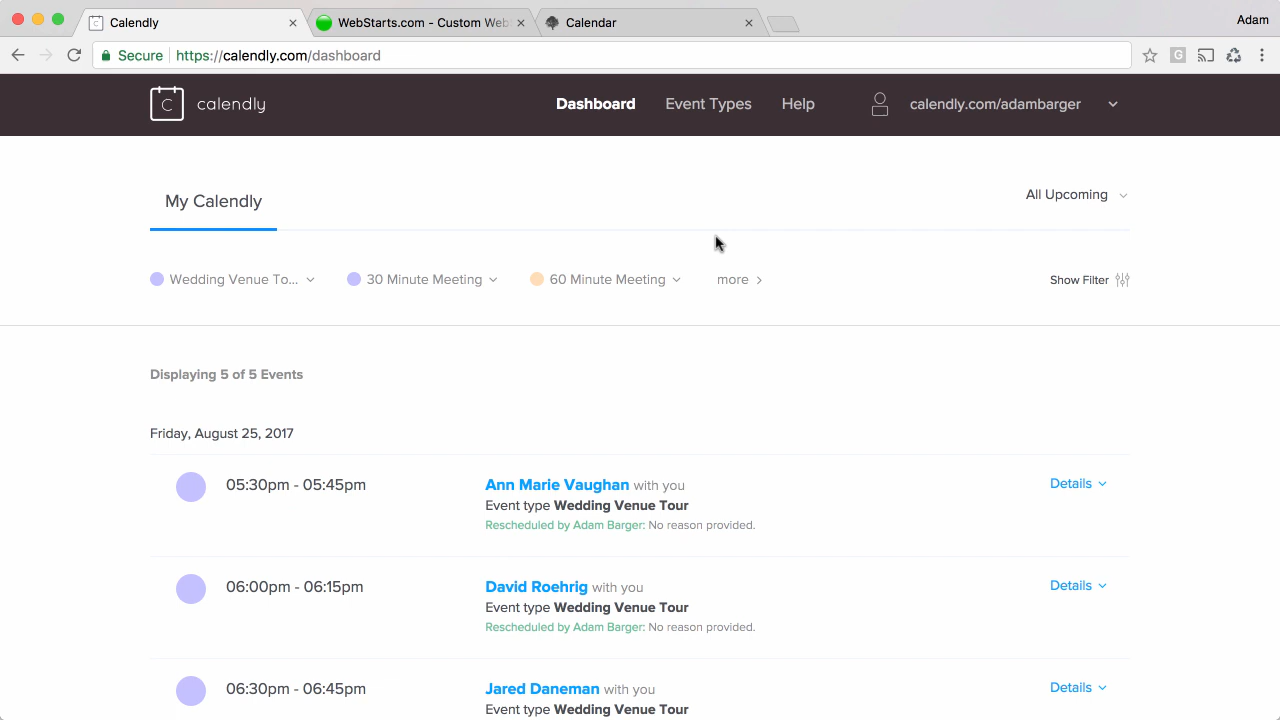 Calendly
WebStarts.com - Custom Web
Calendar
Adam
Secure
https://calendly.com/dashboard
G
C calendly
Dashboard
Event Types
Help
calendly.com/adambarger
My Calendly
All Upcoming
Wedding Venue To...
30 Minute Meeting
60 Minute Meeting
more
Show Filter
Displaying 5 of 5 Events
Friday, August 25, 2017
05:30pm - 05:45pm
Ann Marie Vaughan with you
Details
Event type Wedding Venue Tour
Rescheduled by Adam Barger: No reason provided.
06:00pm - 06:15pm
David Roehrig with you
Details
Event type Wedding Venue Tour
Rescheduled by Adam Barger: No reason provided.
06:30pm - 06:45pm
Jared Daneman with you
Details
Event type Wedding Venue Tour